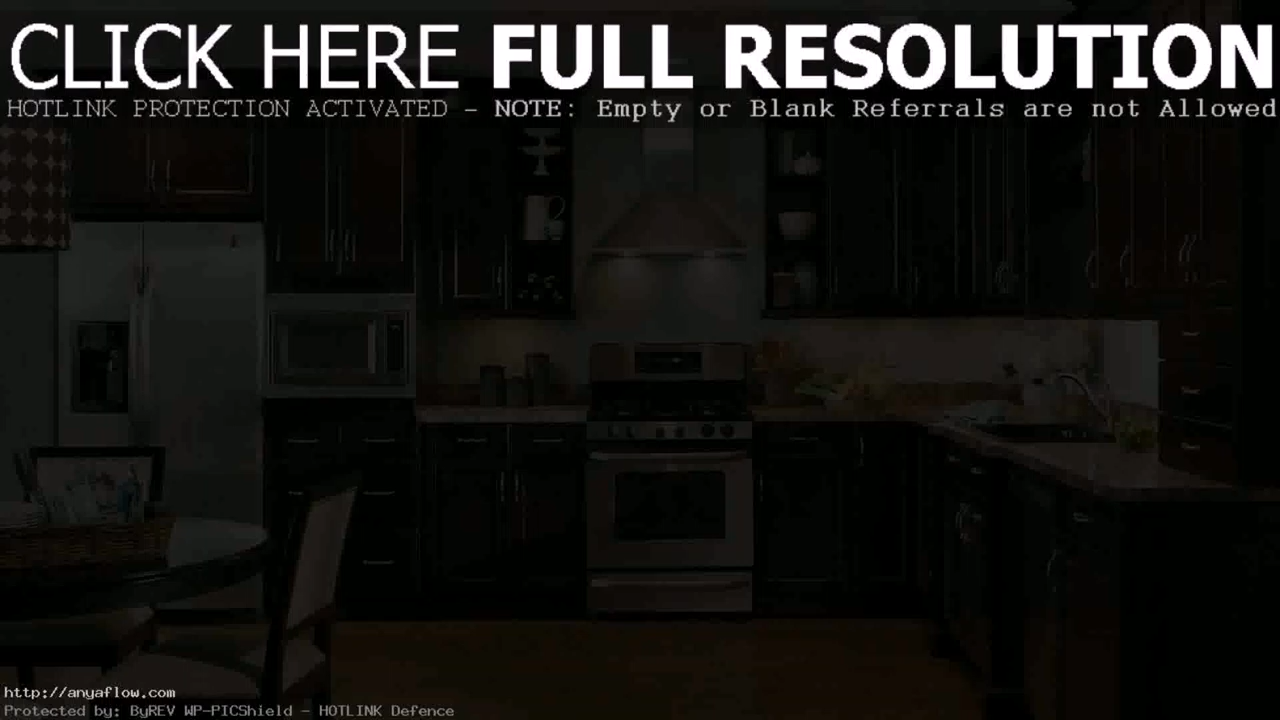 CLICK HERE FULL RESOLUTION
HOTLINK PROTECTION ACTIVATED - NOTE: Empty or Blank Referrals are not Allowed
http://anyaflow.com
Protected by: ByREV WP-PICShield - HOTLINK Defence